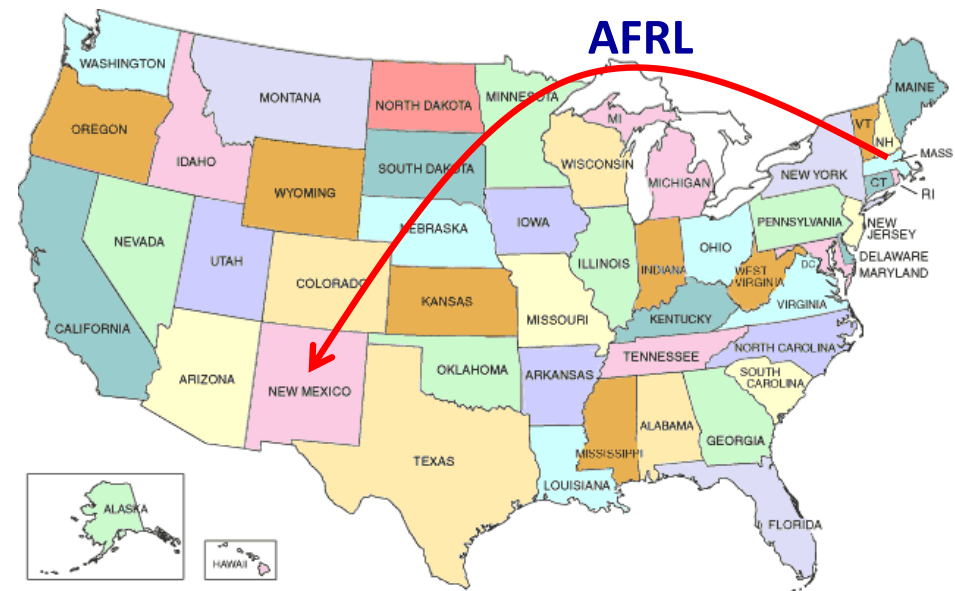 AFRL
WASHINGTON
MONTANA
NORTH DAKOTA
MINNESOTA
MAINE
OREGON
MI
VT
NH
MASS
IDAHO
SOUTH DAKOTA
WISCONSIN
MICHIGAN
NEW YORK
CT
RI
WYOMING
NEVADA
UTAH
NEBRASKA
IOWA
PENNSYLVANIA
NEW
JERSEY
ILLINOIS
INDIANA
OHIO
DC
DELAWARE
MARYLAND
WEST
VIRGINIA
VIRGINIA
COLORADO
KANSAS
MISSOURI
KENTUCKY
CALIFORNIA
NORTH CAROLINA
TENNESSEE
ARIZONA
NEW MEXICO
OKLAHOMA
ARKANSAS
SOUTH
CAROLINA
TEXAS
MISSISSIPPI
ALABAMA
GEORGIA
LOUISIANA
ALASKA
HAWAII
FLORIDA